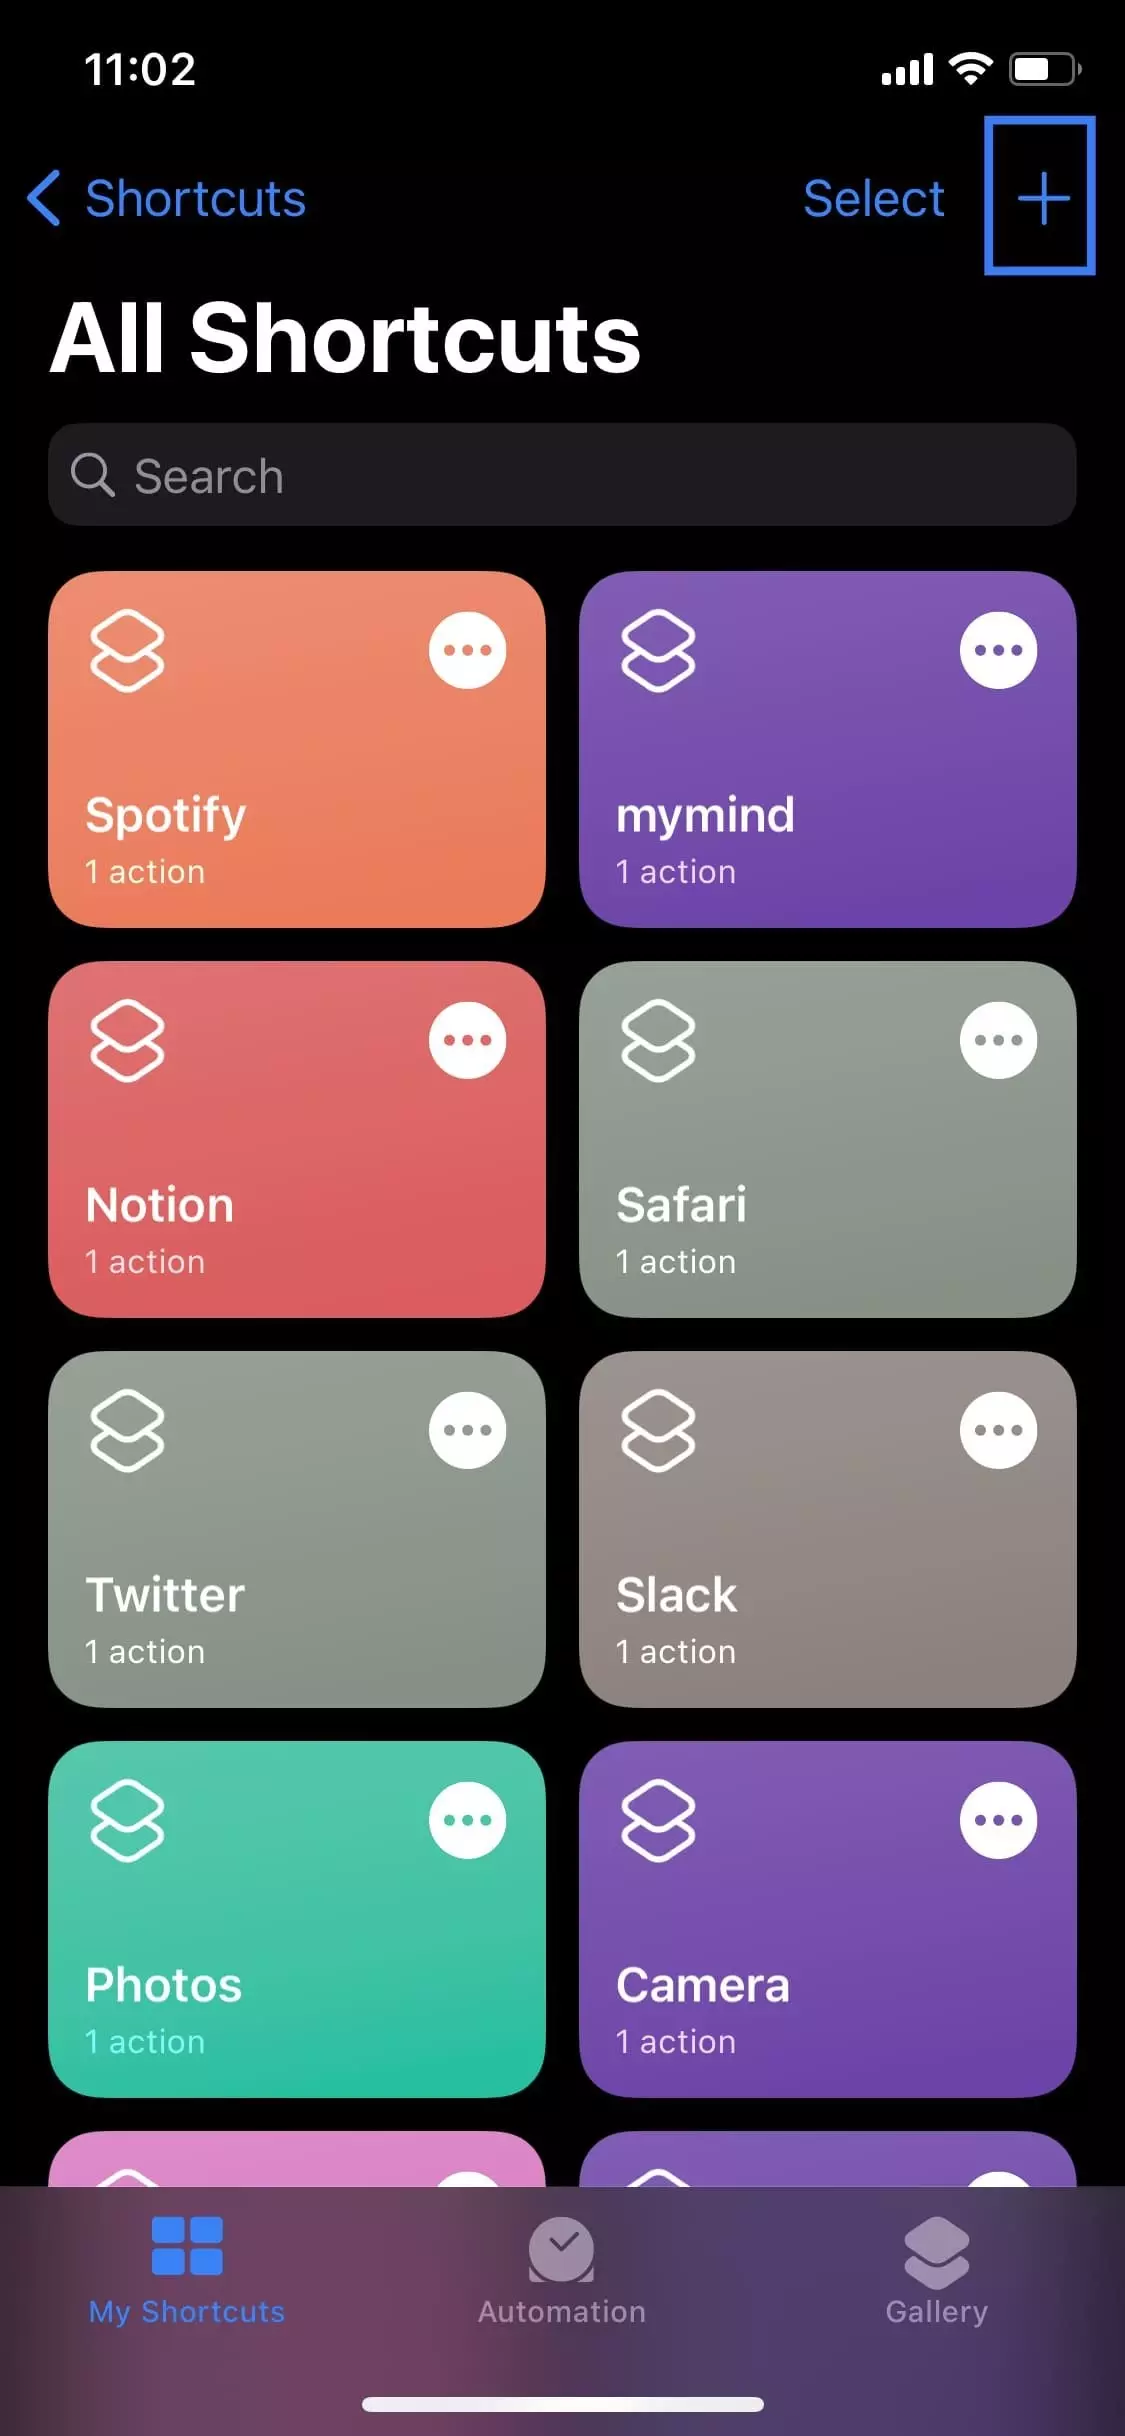 11:02
Shortcuts
Select
All Shortcuts
Search
Spotify
1 action
mymind
1 action
Notion
1 action
Safari
1 action
Twitter
1 action
Slack
1 action
Photos
1 action
Camera
1 action
My Shortcuts
Automation
Gallery